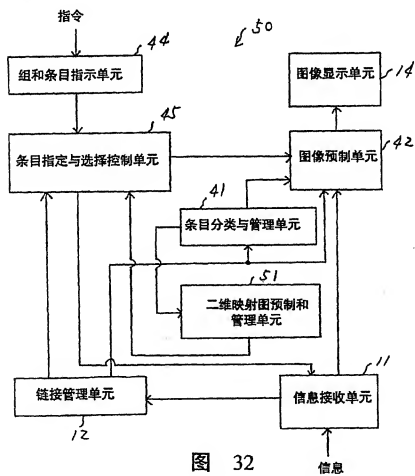 指令
44
50
组和条目指示单元
图像显示单元
14
45
条目指定与选择控制单元
图像预制单元
42
41
条目分类与管理单元
51
二维映射图预制和
管理单元
11
链接管理单元
信息接收单元
12
图 32
信息